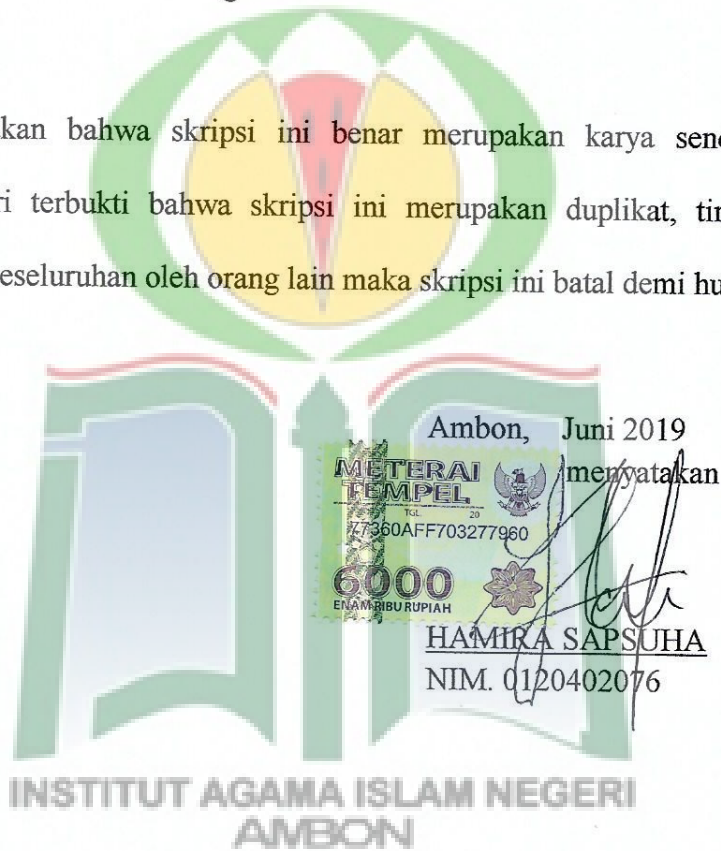 kan bahwa skripsi ini benar merupakan karya send
ri terbukti bahwa skripsi ini merupakan duplikat, tir
eseluruhan oleh orang lain maka skripsi ini batal demi hu
Ambon, Juni 2019
menyatakan
METERAI
TEMPEL
TGL. 20
77360AFF703277960
6000
ENAM RIBU RUPIAH
HAMIRA SAPSUHA
NIM. 0120402076
INSTITUT AGAMA ISLAM NEGERI
AMBON